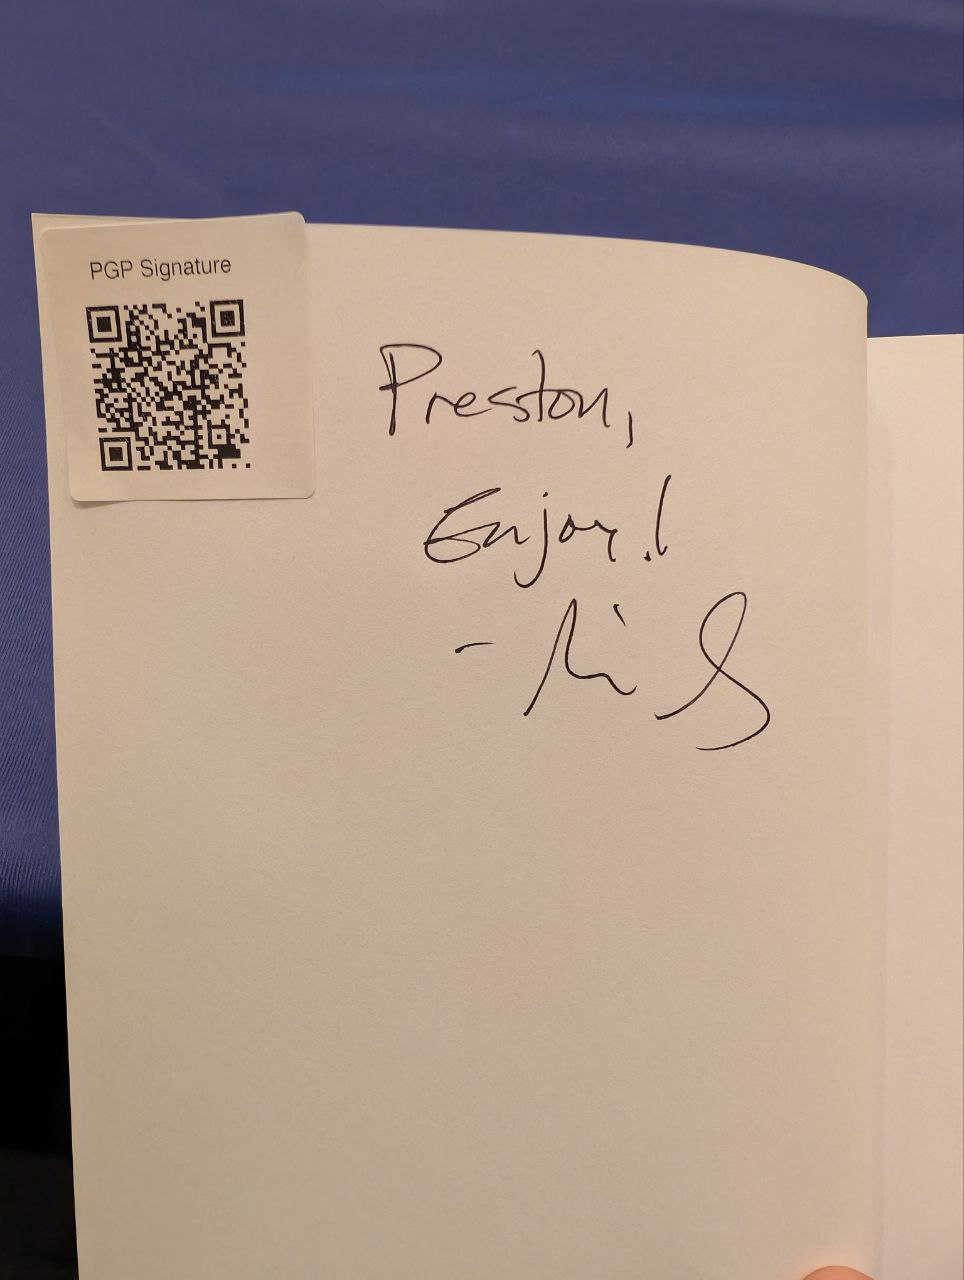 PGP Signature
Preston,
Enjoy!